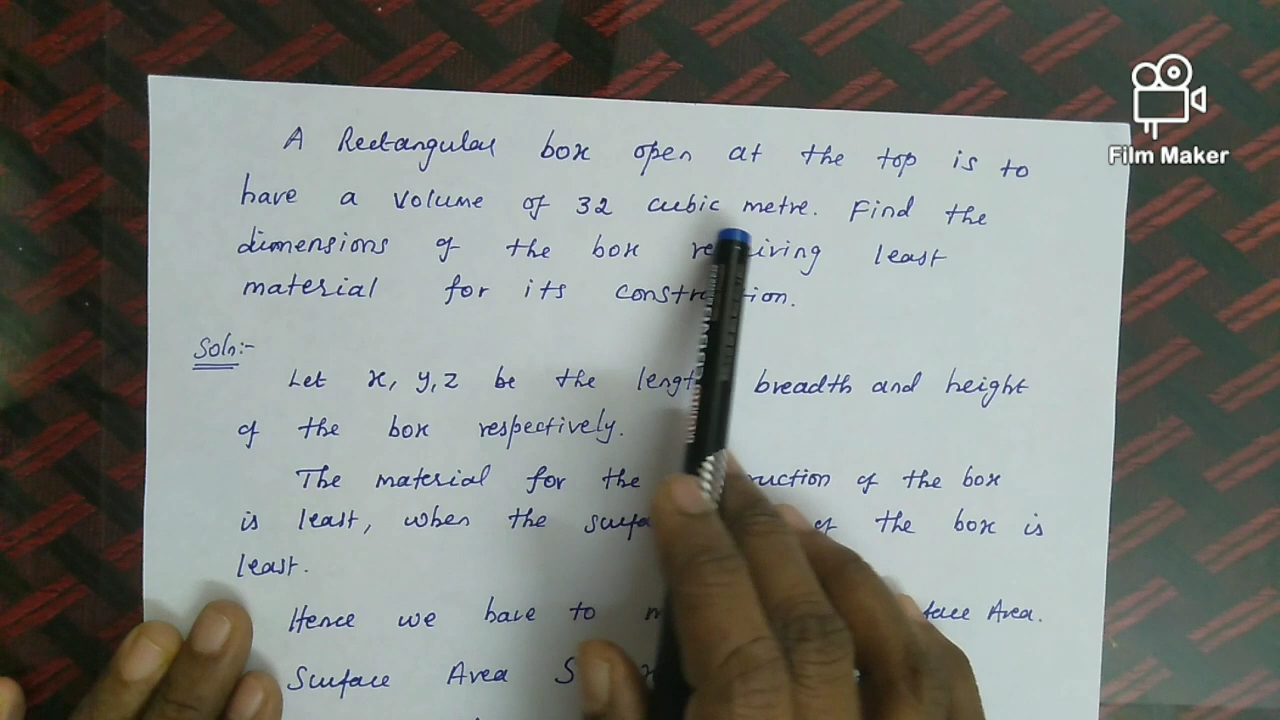 A Rectangular box open at the top is to
have a volume of 32 cubic metre. Find the
dimensions of the box least
material for its
Soln:-
Let x, y, z be the breadth and height
of the box respectively.
The material for the of the box
is least, when the of the box is
least.
Hence we have to Area.
Surface Area S
Film Maker